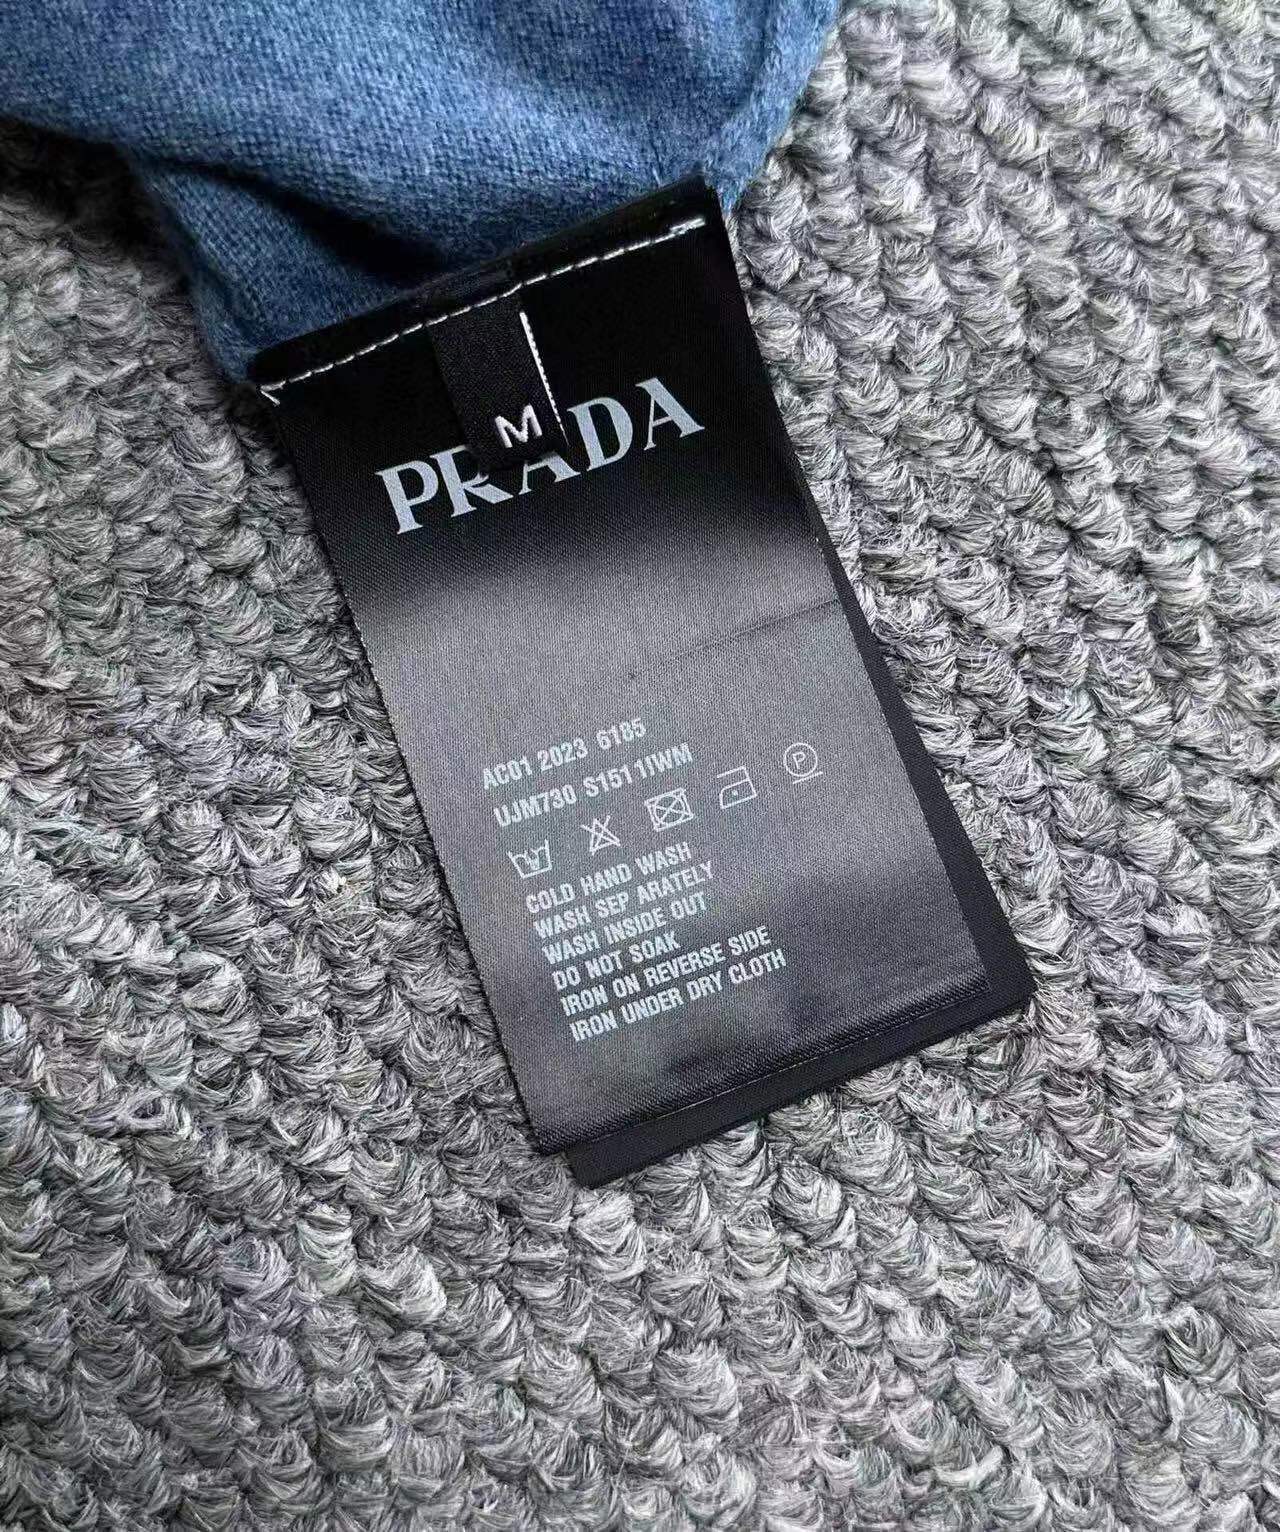 M
PRADA
AC01 2023 6185
UJM730 S151 1IWM
P
COLD HAND WASH
WASH SEP ARATELY
WASH INSIDE OUT
DO NOT SOAK
IRON ON REVERSE SIDE
IRON UNDER DRY CLOTH